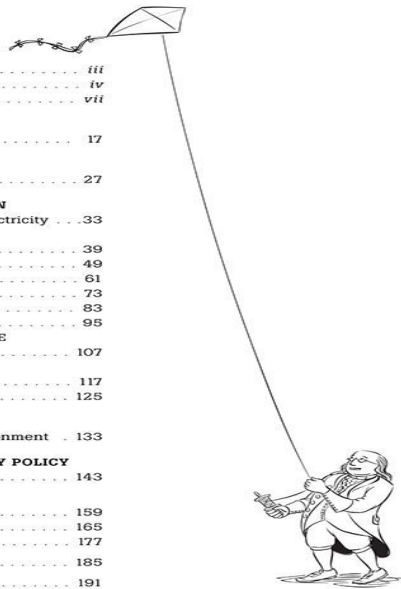 . . . . . . . . iii
. . . . . . . . iv
. . . . . . . . vii
. . . . . . . 17
. . . . . . . . 27
N
ctricity . . .33
. . . . . . . . 39
. . . . . . . . 49
. . . . . . . . 61
. . . . . . . . 73
. . . . . . . . 83
. . . . . . . . 95
E
. . . . . . . 107
. . . . . . . 117
. . . . . . . 125
nment . 133
Y POLICY
. . . . . . . 143
. . . . . . . 159
. . . . . . . 165
. . . . . . . 177
. . . . . . . 185
. . . . . . . 191